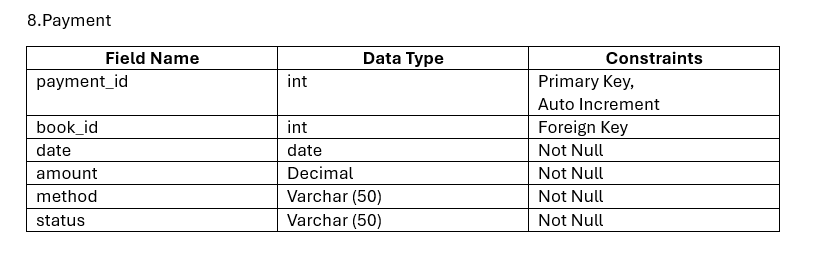 8.Payment
Field Name Data Type Constraints
payment_id int Primary Key,
Auto Increment
book_id int Foreign Key
date date Not Null
amount Decimal Not Null
method Varchar (50) Not Null
status Varchar (50) Not Null